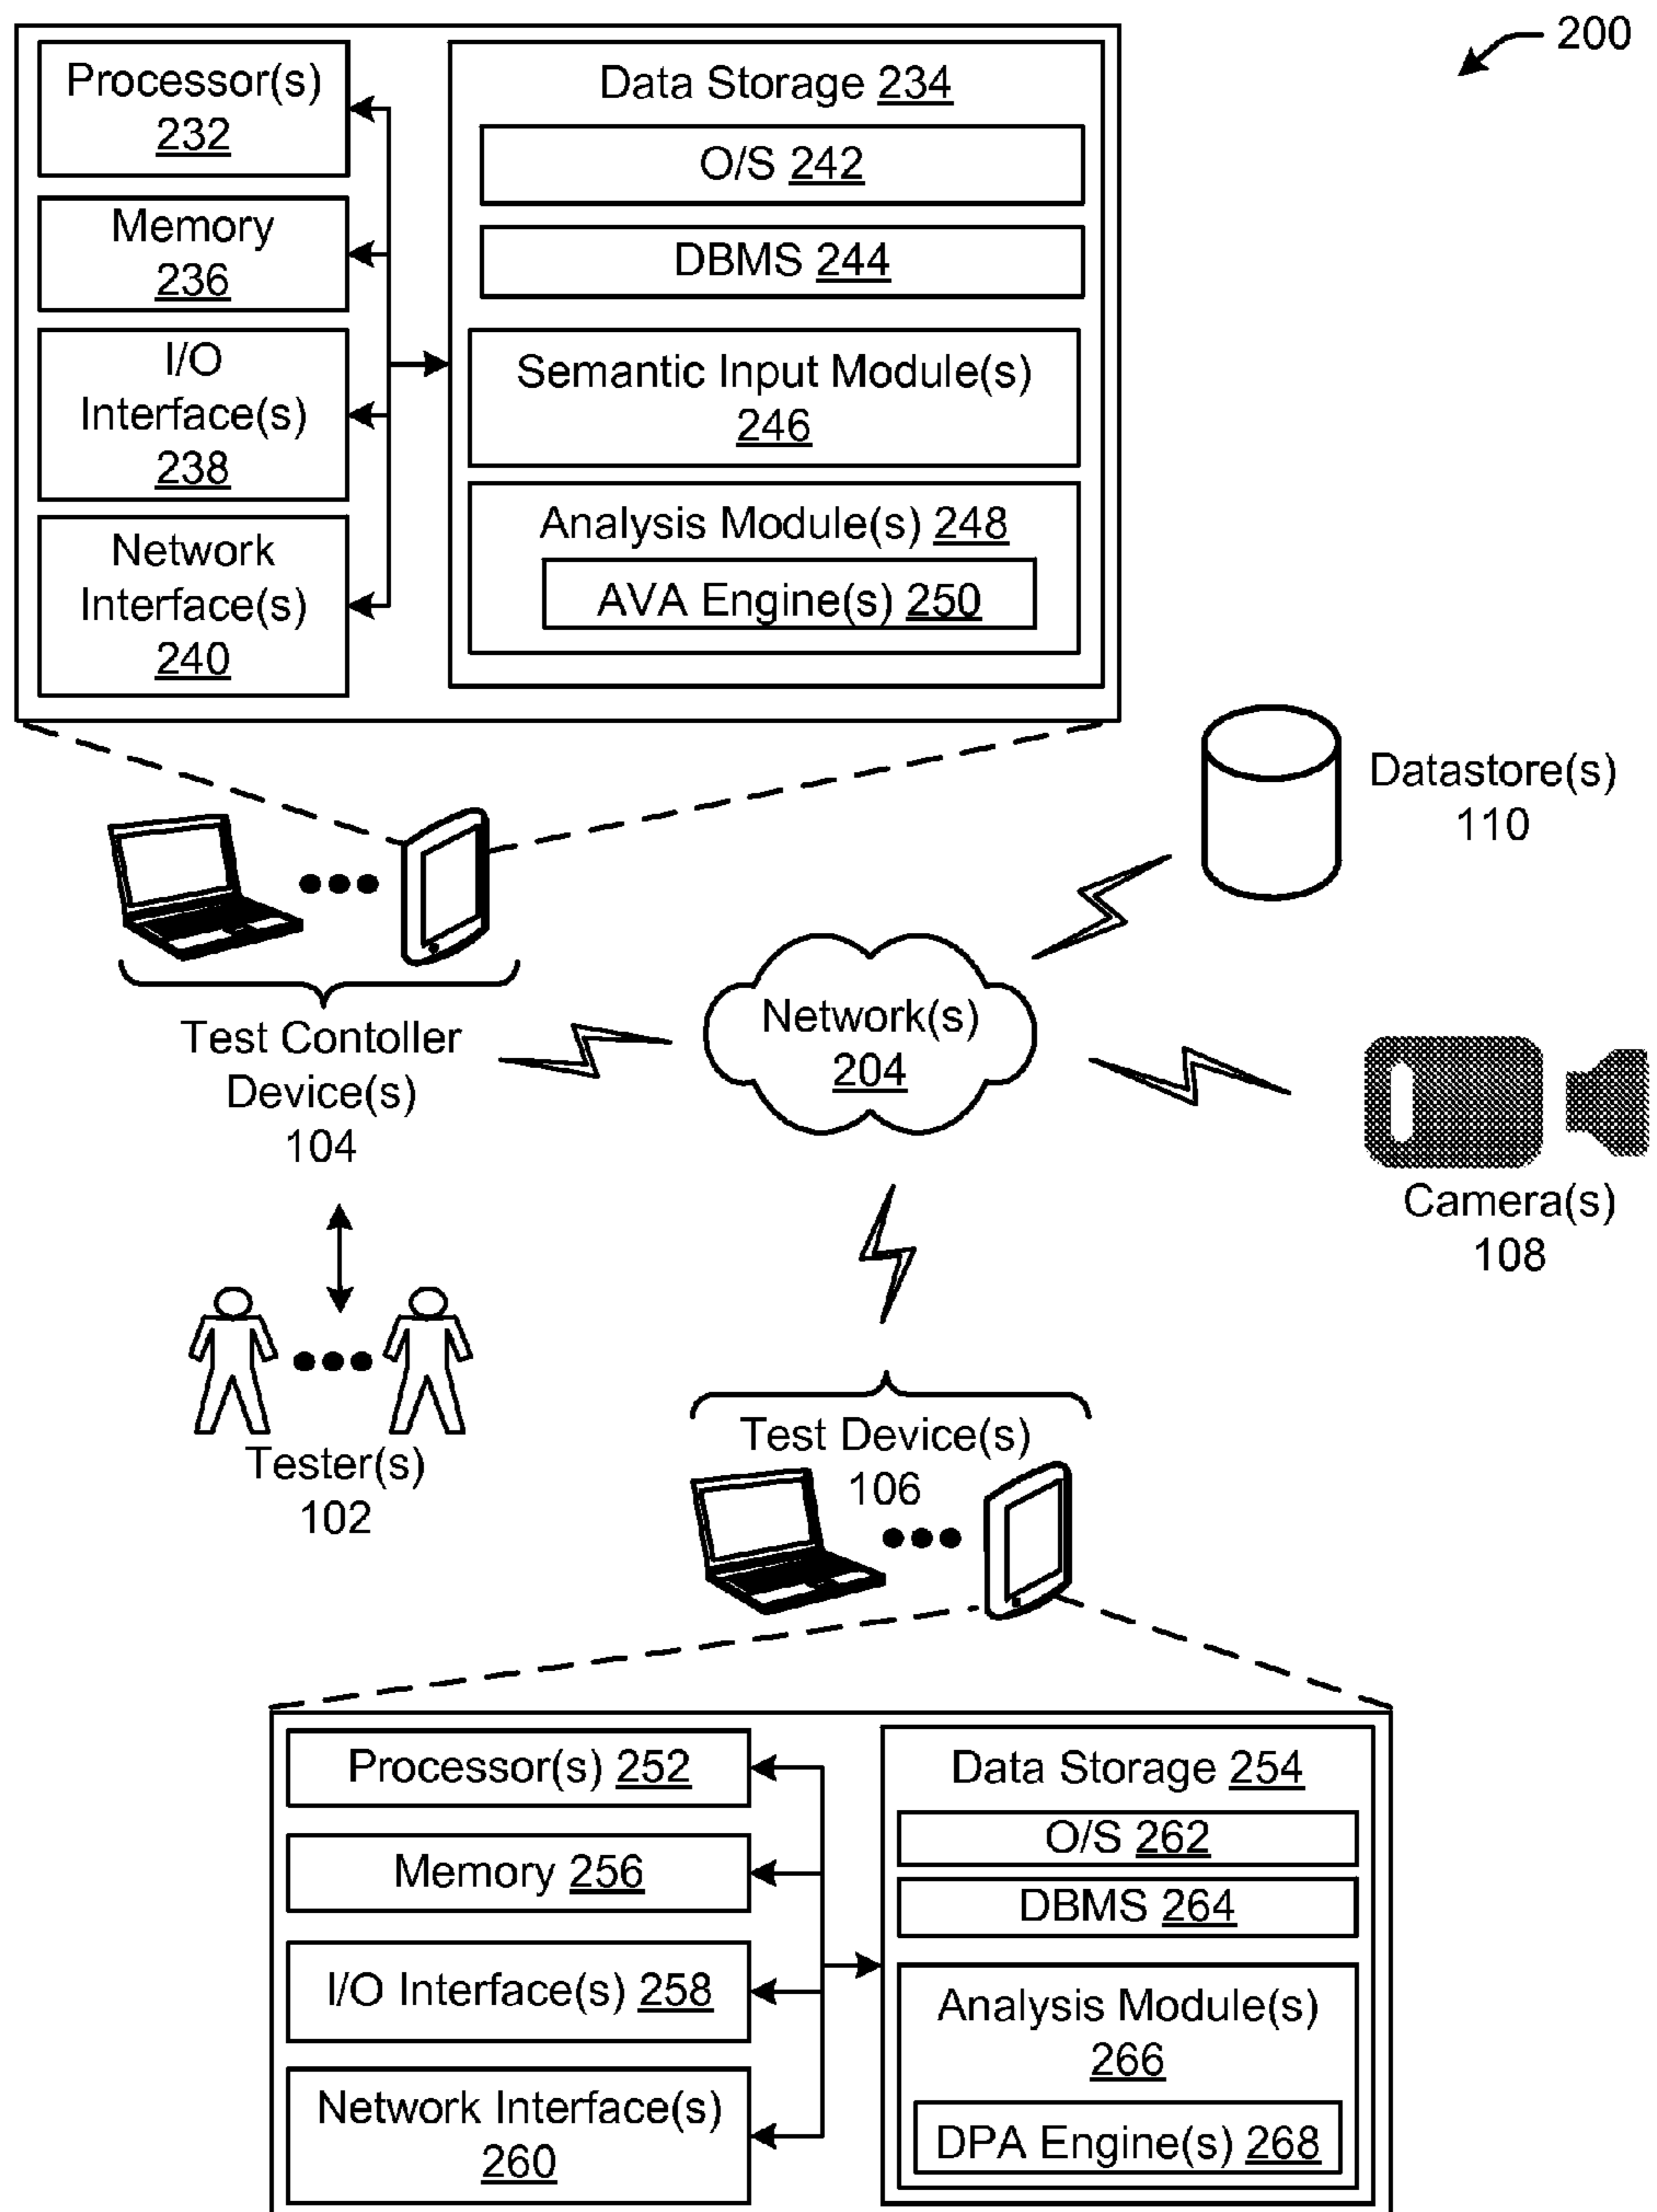 200
Processor(s)
232
Memory
236
I/O
Interface(s)
238
Network
Interface(s)
240
Data Storage 234
O/S 242
DBMS 244
Semantic Input Module(s)
246
Analysis Module(s) 248
AVA Engine(s) 250
Datastore(s)
110
Test Contoller
Device(s)
104
Network(s)
204
Camera(s)
108
Tester(s)
102
Test Device(s)
106
Processor(s) 252
Memory 256
I/O Interface(s) 258
Network Interface(s)
260
Data Storage 254
O/S 262
DBMS 264
Analysis Module(s)
266
DPA Engine(s) 268